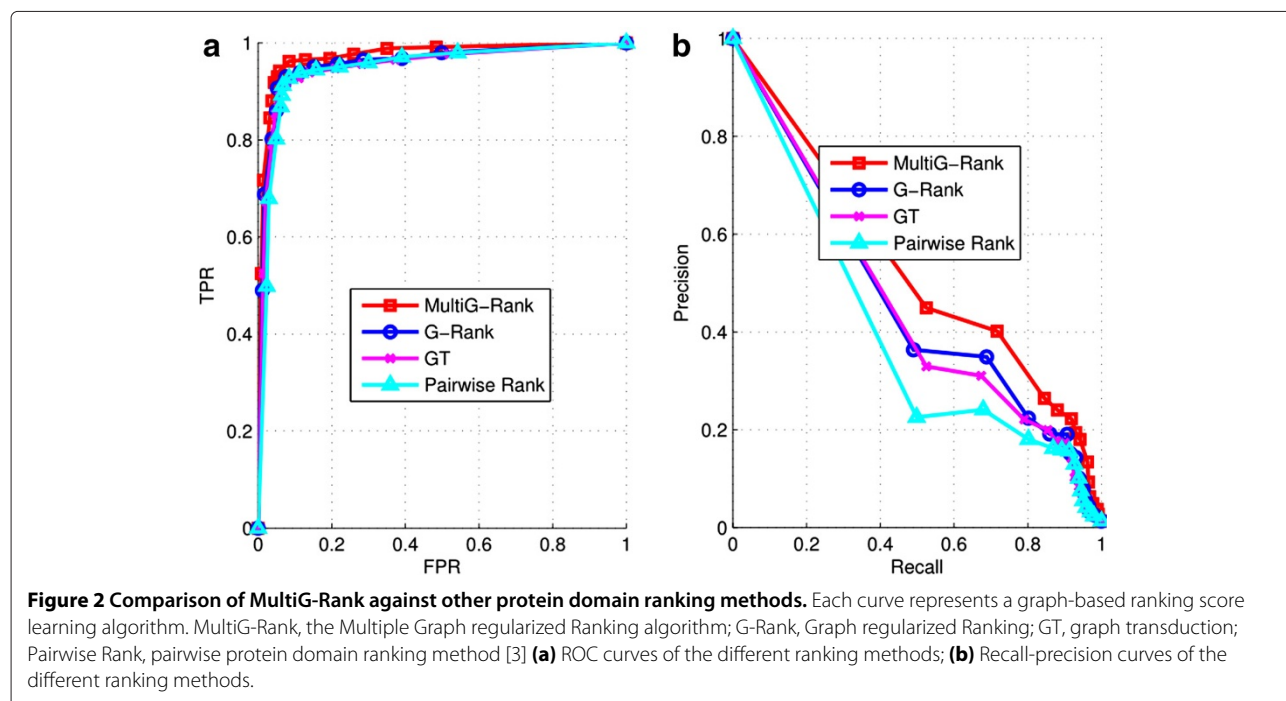 a
1
0.8
0.6
0.4
0.2
0
TPR
0 0.2 0.4 0.6 0.8 1
FPR
MultiG−Rank
G−Rank
GT
Pairwise Rank
b
1
0.8
0.6
0.4
0.2
0
Precision
0 0.2 0.4 0.6 0.8 1
Recall
MultiG−Rank
G−Rank
GT
Pairwise Rank
Figure 2 Comparison of MultiG-Rank against other protein domain ranking methods. Each curve represents a graph-based ranking score
learning algorithm. MultiG-Rank, the Multiple Graph regularized Ranking algorithm; G-Rank, Graph regularized Ranking; GT, graph transduction;
Pairwise Rank, pairwise protein domain ranking method [3] (a) ROC curves of the different ranking methods; (b) Recall-precision curves of the
different ranking methods.